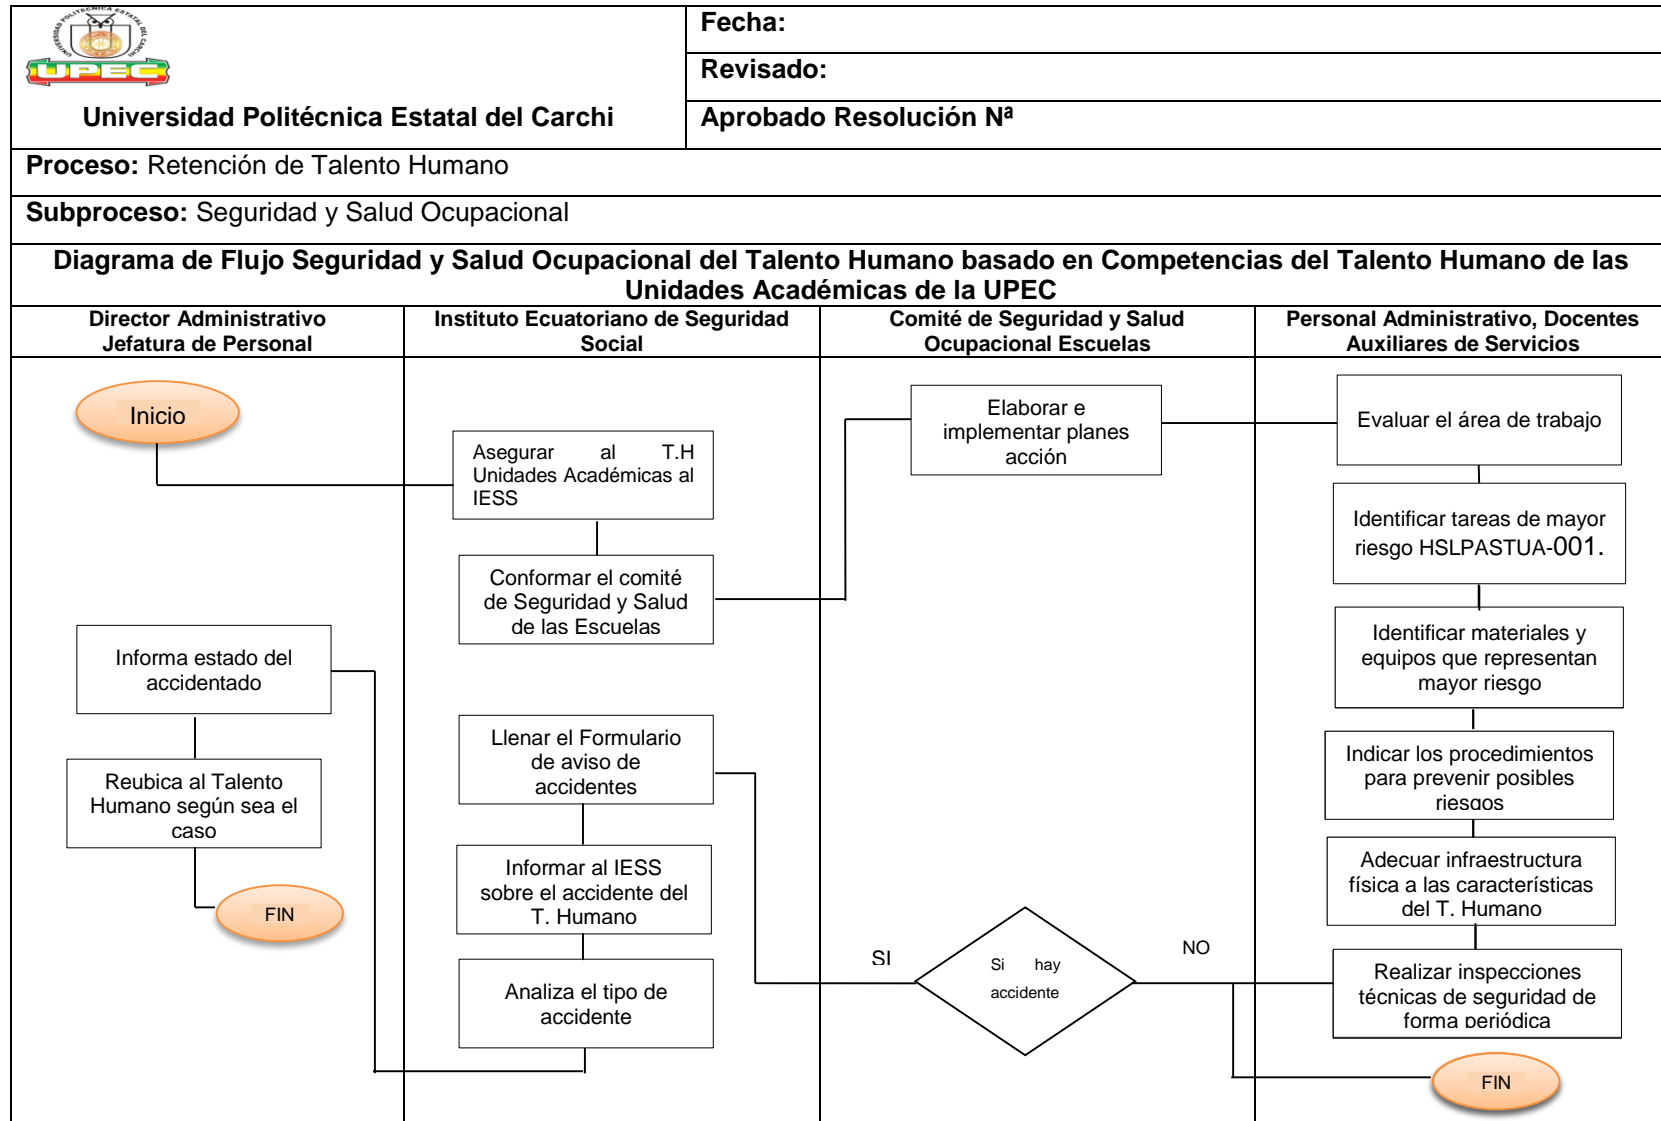 UNIVERSIDAD POLITECNICA ESTATAL DEL CARCHI
UPEC
Universidad Politécnica Estatal del Carchi
Fecha:
Revisado:
Aprobado Resolución Nª
Proceso: Retención de Talento Humano
Subproceso: Seguridad y Salud Ocupacional
Diagrama de Flujo Seguridad y Salud Ocupacional del Talento Humano basado en Competencias del Talento Humano de las
Unidades Académicas de la UPEC
Director Administrativo
Jefatura de Personal
Instituto Ecuatoriano de Seguridad
Social
Comité de Seguridad y Salud
Ocupacional Escuelas
Personal Administrativo, Docentes
Auxiliares de Servicios
Inicio
Asegurar al T.H
Unidades Académicas al
IESS
Conformar el comité
de Seguridad y Salud
de las Escuelas
Elaborar e
implementar planes
acción
Evaluar el área de trabajo
Identificar tareas de mayor
riesgo HSLPASTUA-001.
Identificar materiales y
equipos que representan
mayor riesgo
Indicar los procedimientos
para prevenir posibles
riesgos
Adecuar infraestructura
física a las características
del T. Humano
Realizar inspecciones
técnicas de seguridad de
forma periódica
NO
FIN
Si hay
accidente
SI
Llenar el Formulario
de aviso de
accidentes
Informar al IESS
sobre el accidente del
T. Humano
Analiza el tipo de
accidente
Informa estado del
accidentado
Reubica al Talento
Humano según sea el
caso
FIN